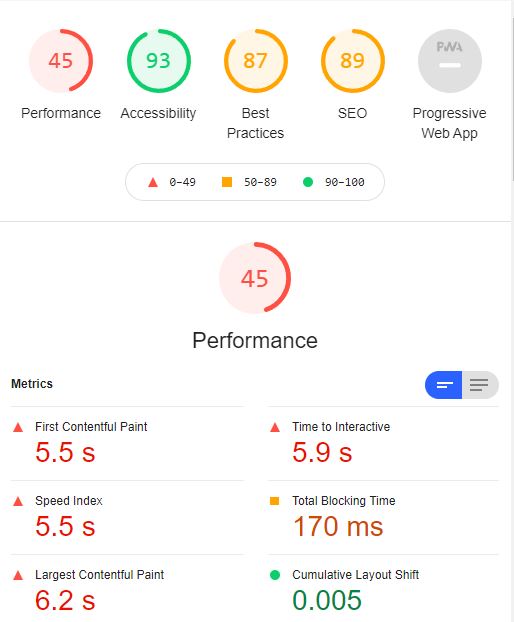 45 93 87 89 PWA
Performance Accessibility Best Practices SEO Progressive Web App
0–49 50–89 90–100
45
Performance
Metrics
First Contentful Paint
5.5 s
Time to Interactive
5.9 s
Speed Index
5.5 s
Total Blocking Time
170 ms
Largest Contentful Paint
6.2 s
Cumulative Layout Shift
0.005